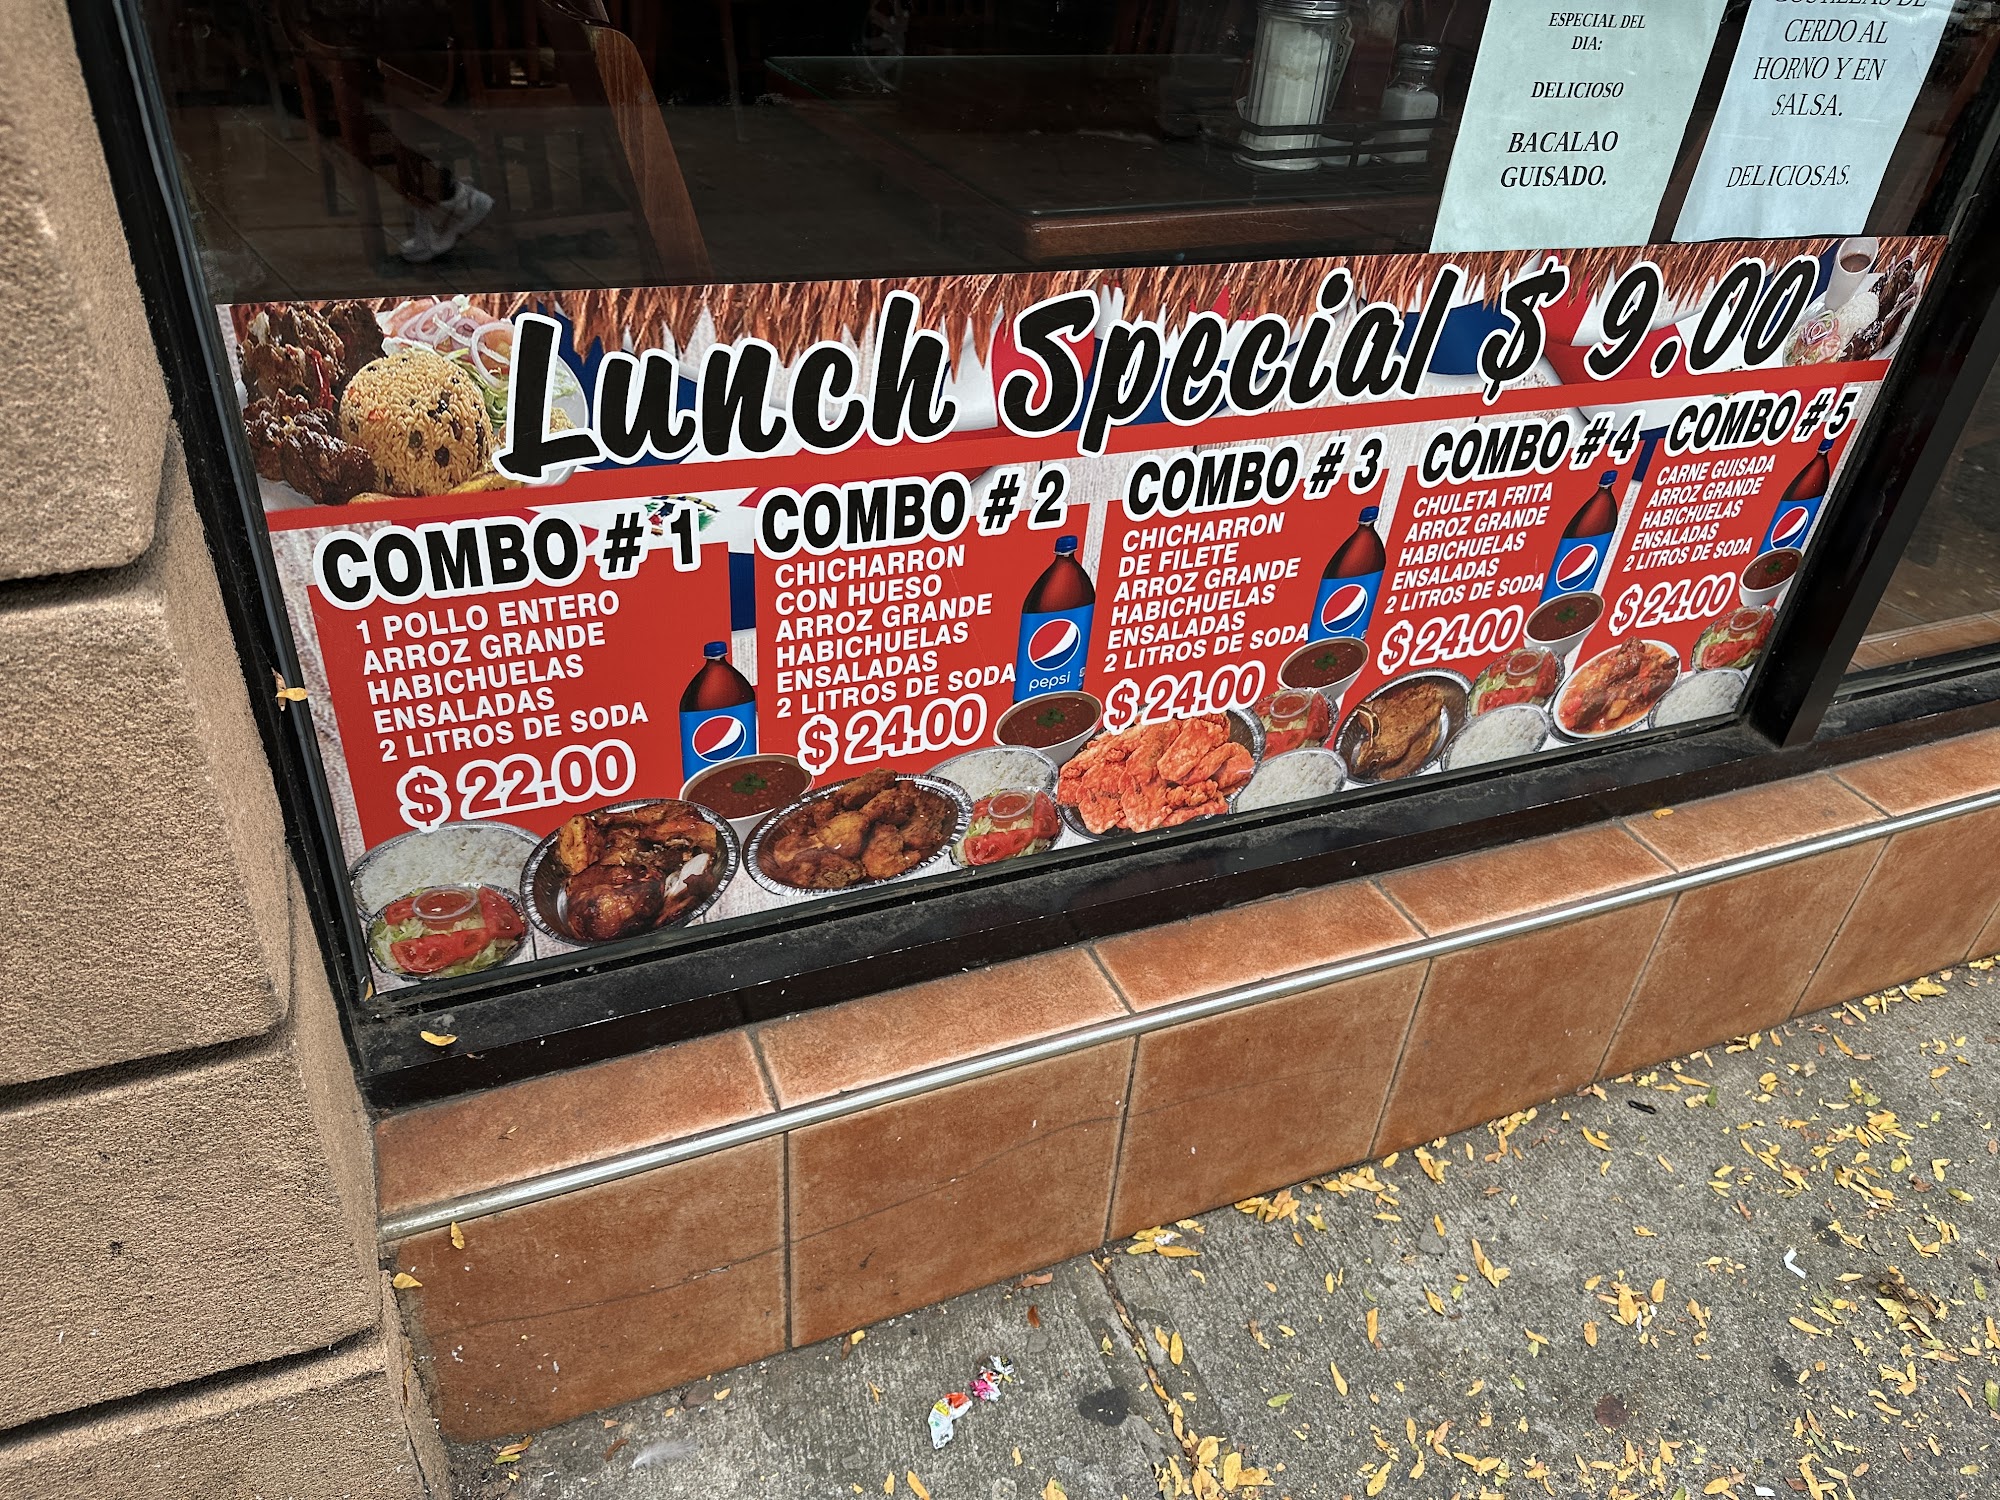 ESPECIAL DEL
DIA:
DELICIOSO
BACALAO
GUISADO.
CERDO AL
HORNO Y EN
SALSA.
DELICIOSAS.
Lunch Special $ 9.00
COMBO # 1
1 POLLO ENTERO
ARROZ GRANDE
HABICHUELAS
ENSALADAS
2 LITROS DE SODA
$ 22.00
COMBO # 2
CHICHARRON
CON HUESO
ARROZ GRANDE
HABICHUELAS
ENSALADAS
2 LITROS DE SODA
$ 24.00
pepsi
COMBO # 3
CHICHARRON
DE FILETE
ARROZ GRANDE
HABICHUELAS
ENSALADAS
2 LITROS DE SODA
$ 24.00
COMBO # 4
CHULETA FRITA
ARROZ GRANDE
HABICHUELAS
ENSALADAS
2 LITROS DE SODA
$ 24.00
COMBO # 5
CARNE GUISADA
ARROZ GRANDE
HABICHUELAS
ENSALADAS
2 LITROS DE SODA
$ 24.00